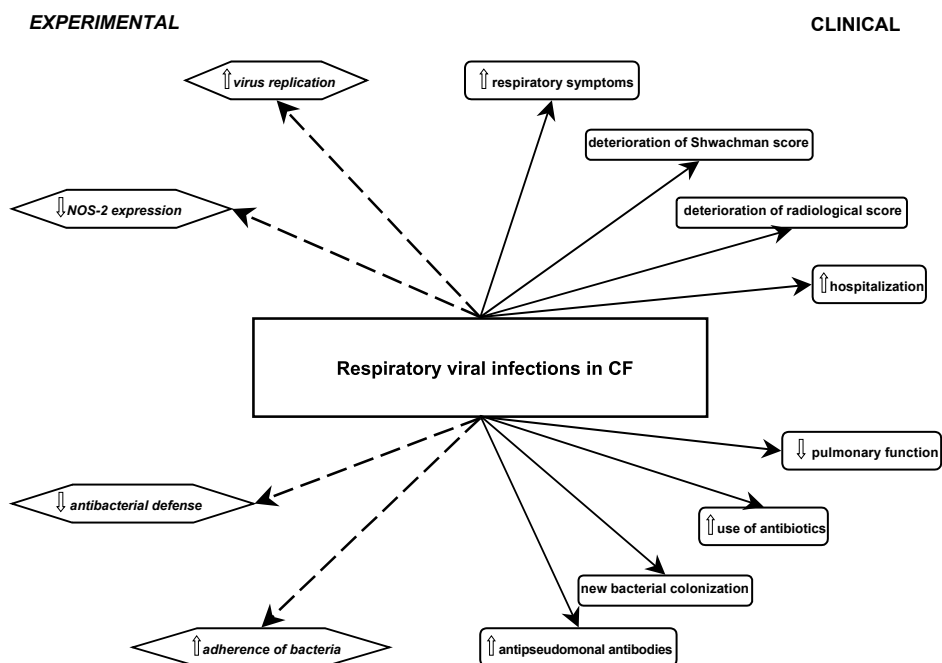 EXPERIMENTAL
CLINICAL
⇧ virus replication
⇧ respiratory symptoms
deterioration of Shwachman score
⇩ NOS-2 expression
deterioration of radiological score
⇧ hospitalization
Respiratory viral infections in CF
⇩ pulmonary function
⇩ antibacterial defense
⇧ use of antibiotics
new bacterial colonization
⇧ adherence of bacteria
⇧ antipseudomonal antibodies